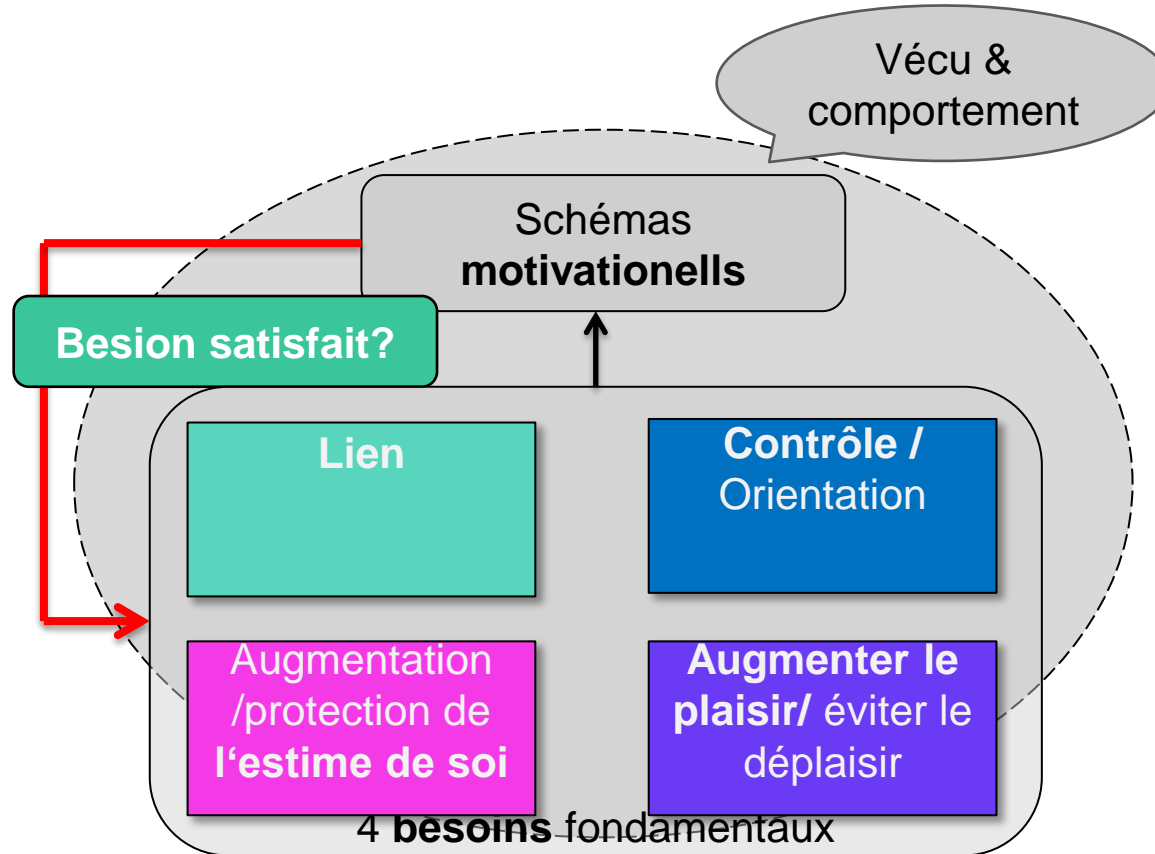 Vécu &
comportement
Schémas
motivationells
Besion satisfait?
Lien
Contrôle /
Orientation
Augmentation
/protection de
l‘estime de soi
Augmenter le
plaisir/ éviter le
déplaisir
4 besoins fondamentaux